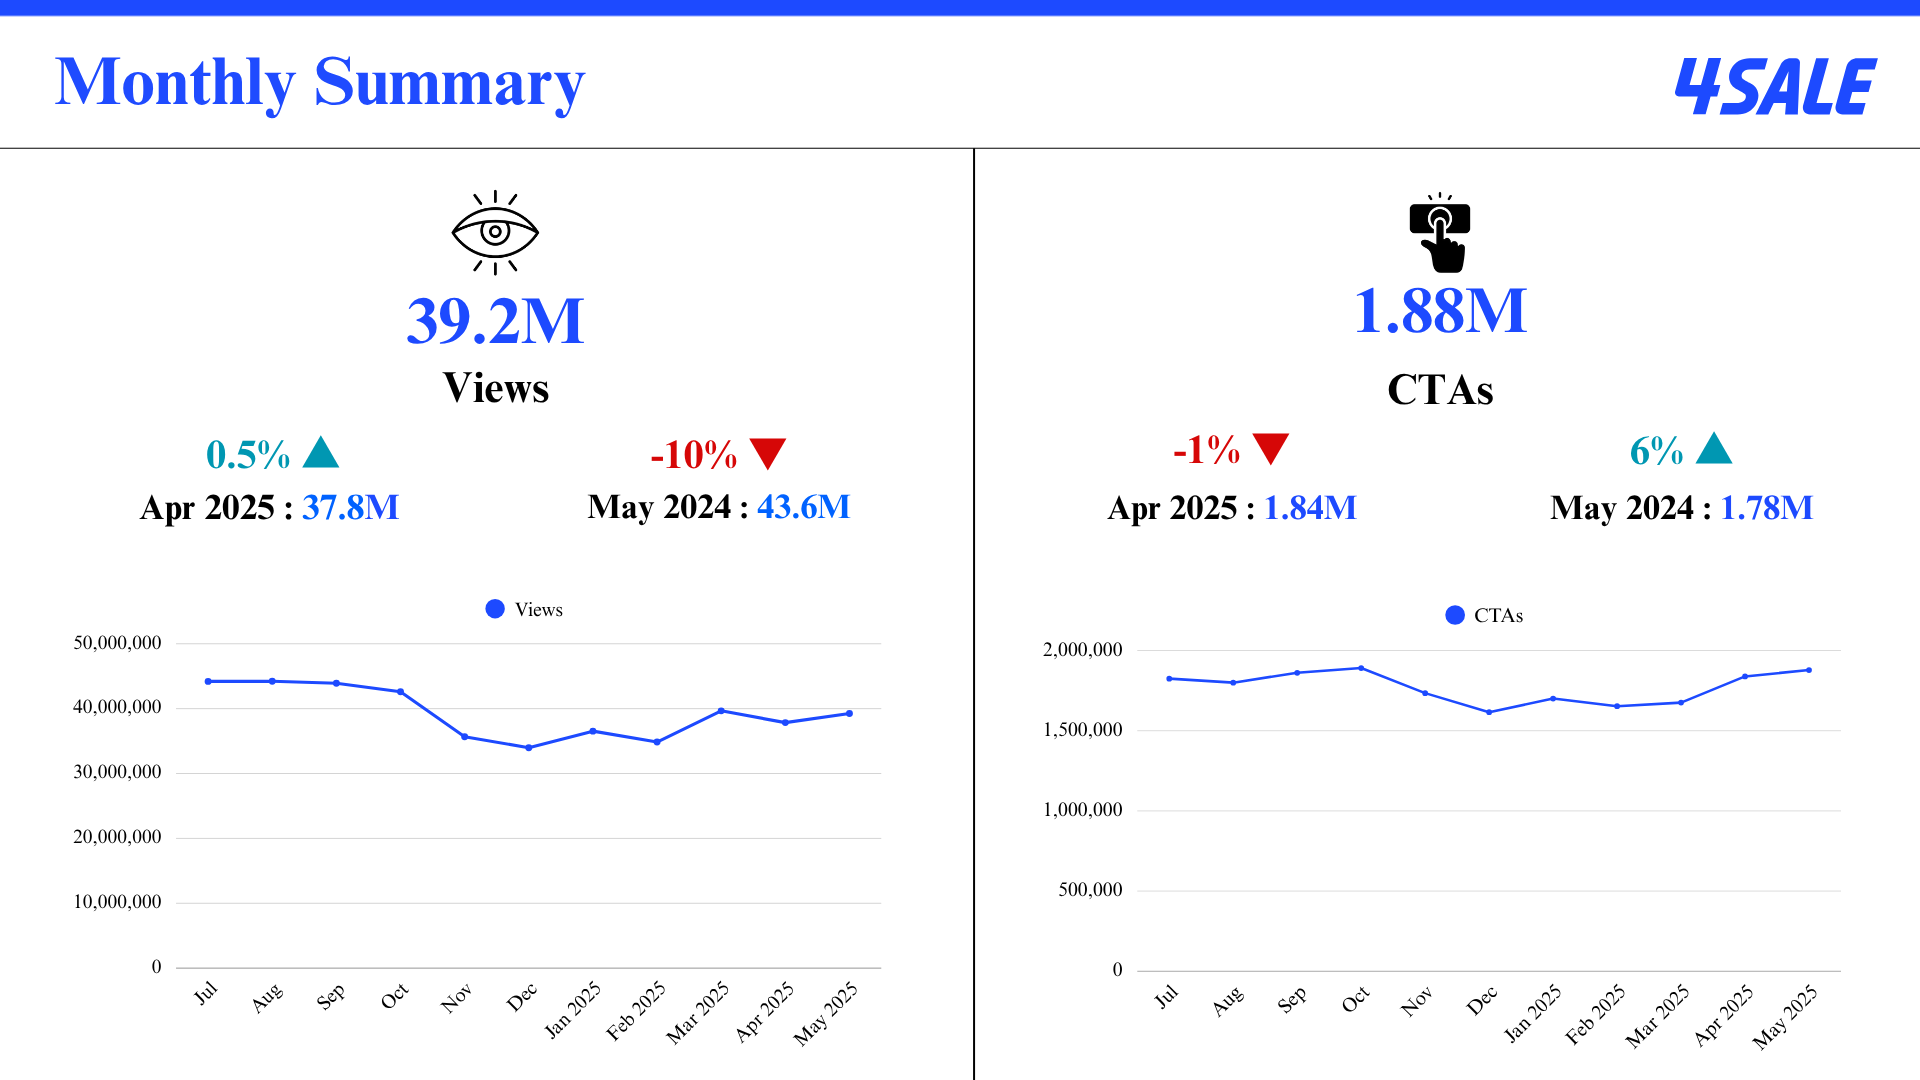 Monthly Summary
4SALE
39.2M
Views
0.5%
Apr 2025 : 37.8M
-10%
May 2024 : 43.6M
Views
50,000,000
40,000,000
30,000,000
20,000,000
10,000,000
0
Jul
Aug
Sep
Oct
Nov
Dec
Jan 2025
Feb 2025
Mar 2025
Apr 2025
May 2025
1.88M
CTAs
-1%
Apr 2025 : 1.84M
6%
May 2024 : 1.78M
CTAs
2,000,000
1,500,000
1,000,000
500,000
0
Jul
Aug
Sep
Oct
Nov
Dec
Jan 2025
Feb 2025
Mar 2025
Apr 2025
May 2025